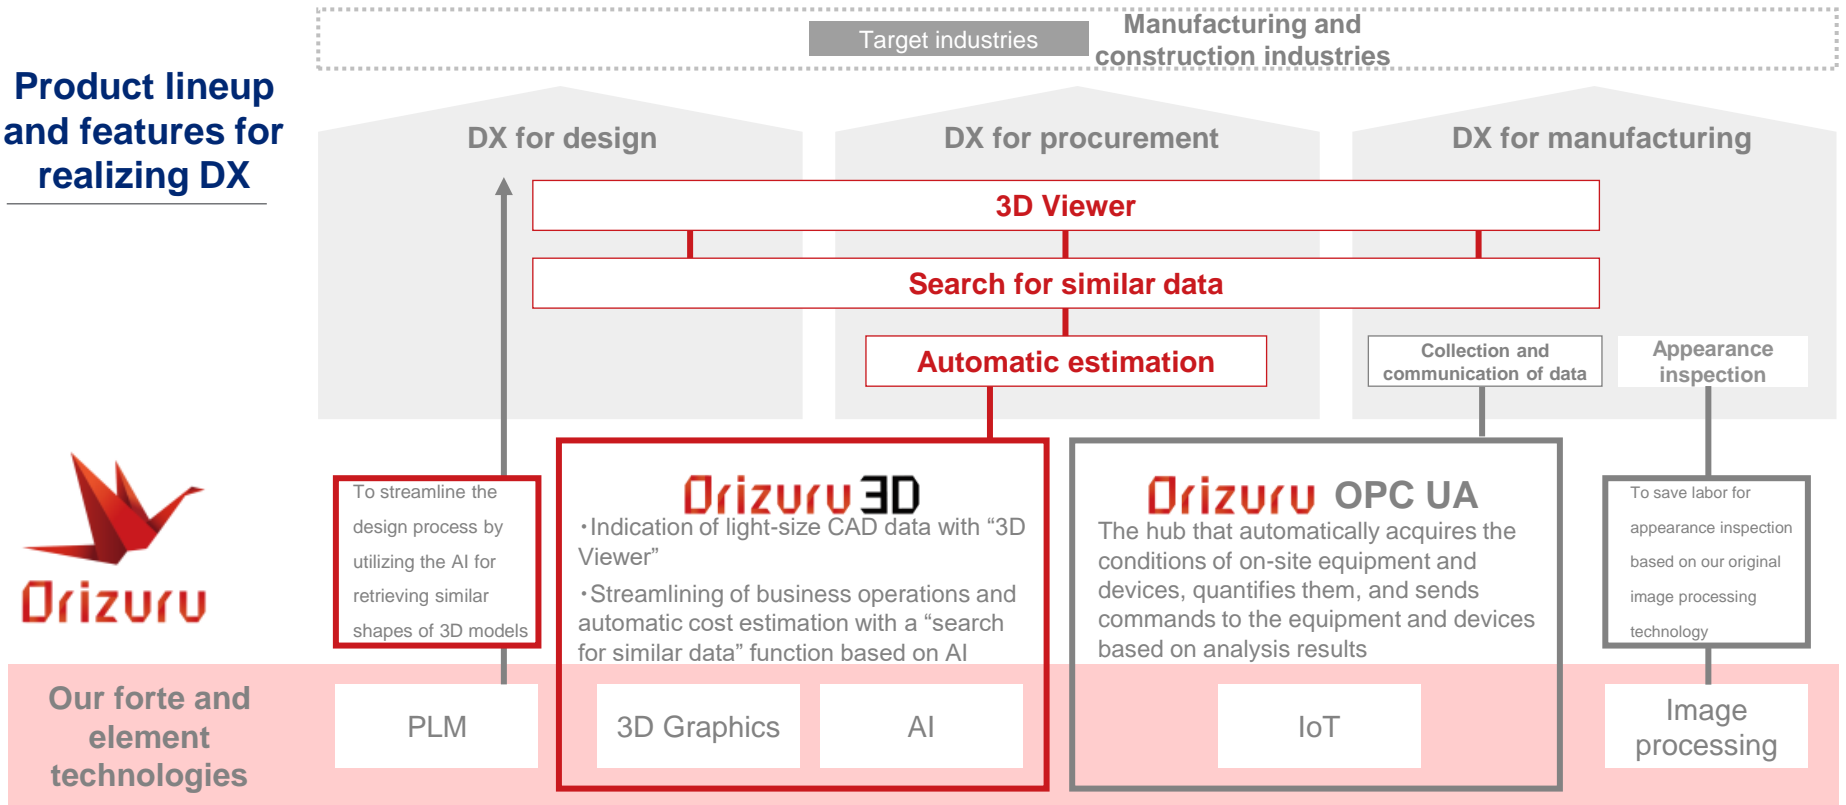 Product lineup
and features for
realizing DX
Target industries
Manufacturing and
construction industries
DX for design
DX for procurement
DX for manufacturing
3D Viewer
Search for similar data
Automatic estimation
Collection and
communication of data
Appearance
inspection
Orizuru
To streamline the
design process by
utilizing the AI for
retrieving similar
shapes of 3D models
Orizuru 3D
・Indication of light-size CAD data with “3D
Viewer”
・Streamlining of business operations and
automatic cost estimation with a “search
for similar data” function based on AI
Orizuru OPC UA
The hub that automatically acquires the
conditions of on-site equipment and
devices, quantifies them, and sends
commands to the equipment and devices
based on analysis results
To save labor for
appearance inspection
based on our original
image processing
technology
Our forte and
element
technologies
PLM
3D Graphics
AI
IoT
Image
processing